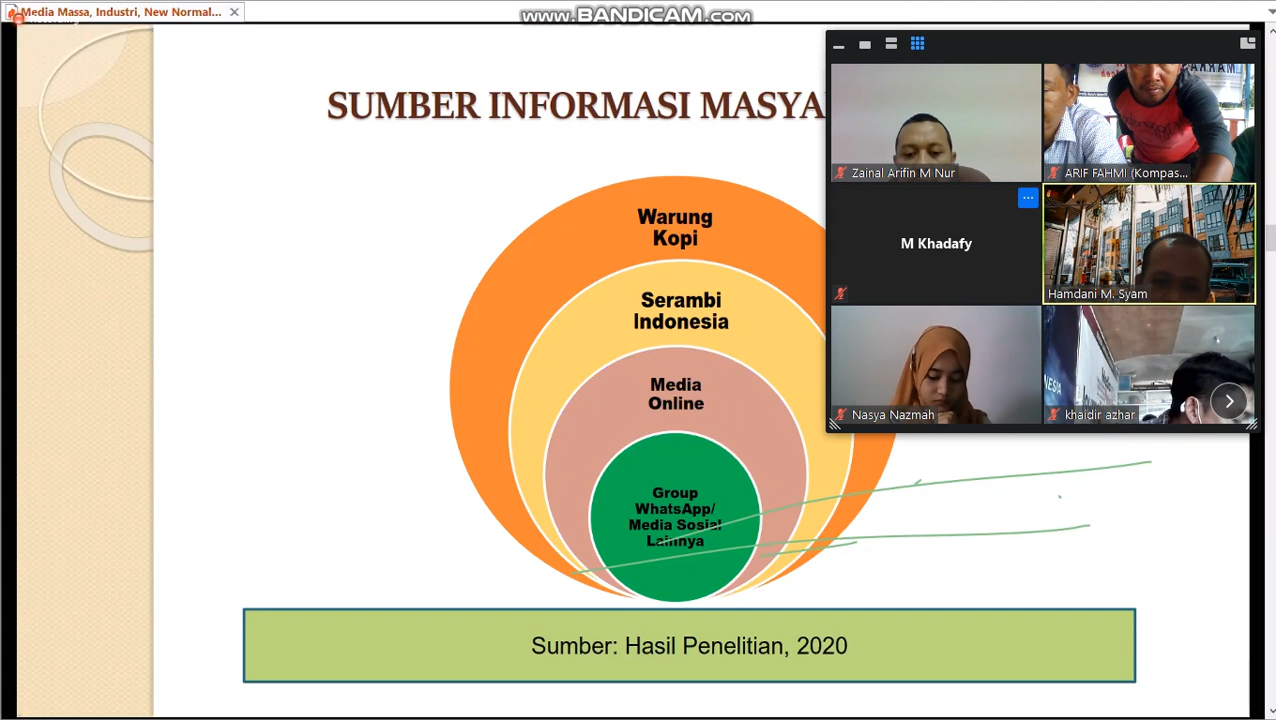 Media Massa, Industri, New Normal...
www.BANDICAM.com
SUMBER INFORMASI MASYA
Warung
Kopi
Serambi
Indonesia
Media
Online
Group
WhatsApp/
Media Sosial
Lainnya
Sumber: Hasil Penelitian, 2020
Zainal Arifin M Nur
ARIF FAHMI (Kompas...
M Khadafy
Hamdani M. Syam
Nasya Nazmah
khaidir azhar